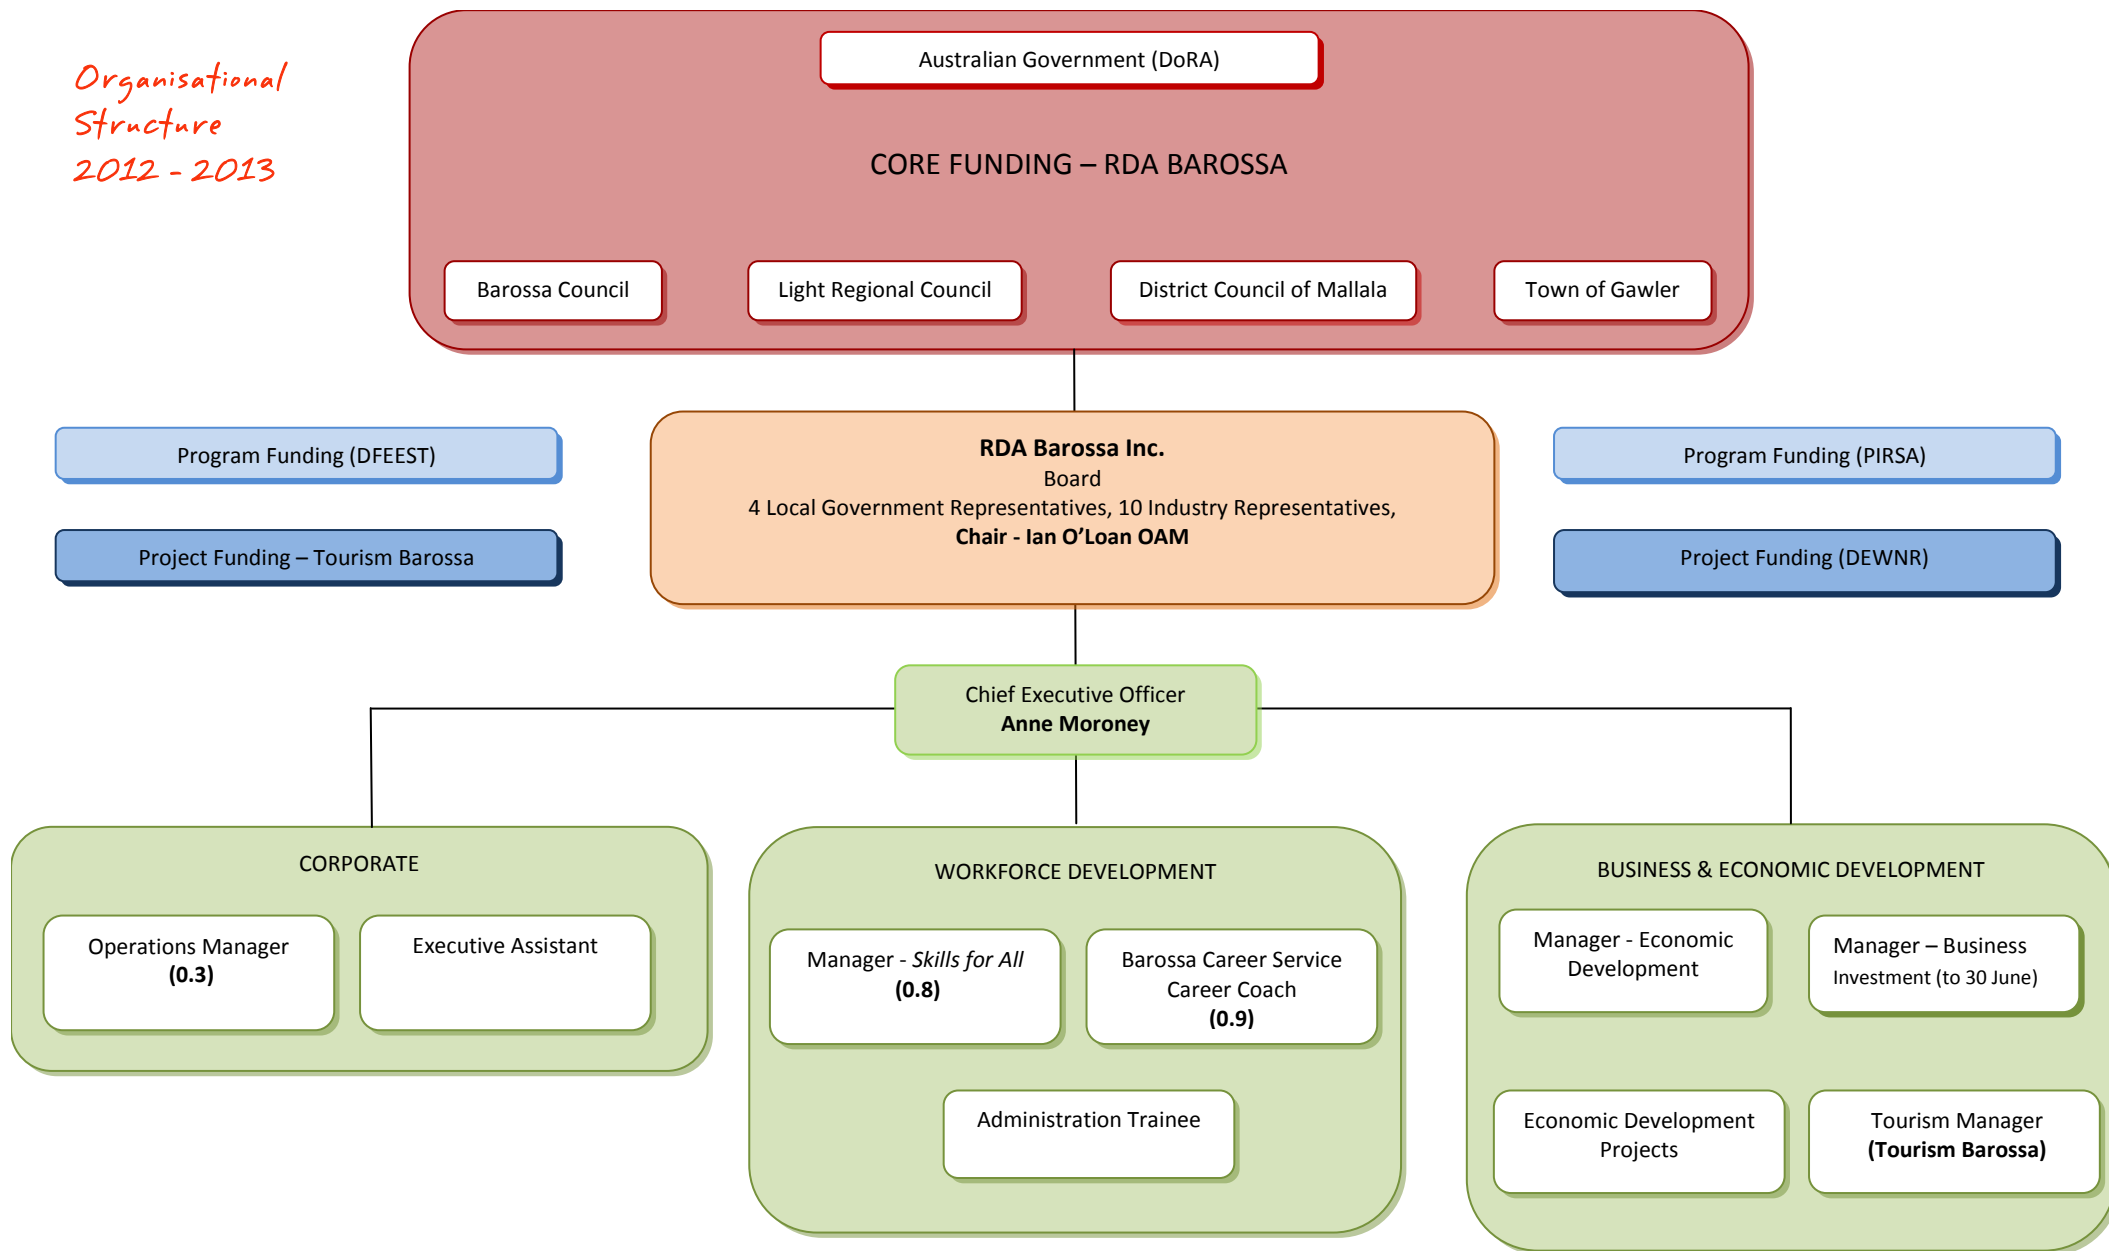 Organisational
Structure
2012 - 2013
Australian Government (DoRA)
CORE FUNDING – RDA BAROSSA
Barossa Council
Light Regional Council
District Council of Mallala
Town of Gawler
Program Funding (DFEEST)
Project Funding – Tourism Barossa
RDA Barossa Inc.
Board
4 Local Government Representatives, 10 Industry Representatives,
Chair - Ian O’Loan OAM
Program Funding (PIRSA)
Project Funding (DEWNR)
Chief Executive Officer
Anne Moroney
CORPORATE
Operations Manager
(0.3)
Executive Assistant
WORKFORCE DEVELOPMENT
Manager - Skills for All
(0.8)
Barossa Career Service
Career Coach
(0.9)
Administration Trainee
BUSINESS & ECONOMIC DEVELOPMENT
Manager - Economic
Development
Manager – Business
Investment (to 30 June)
Economic Development
Projects
Tourism Manager
(Tourism Barossa)